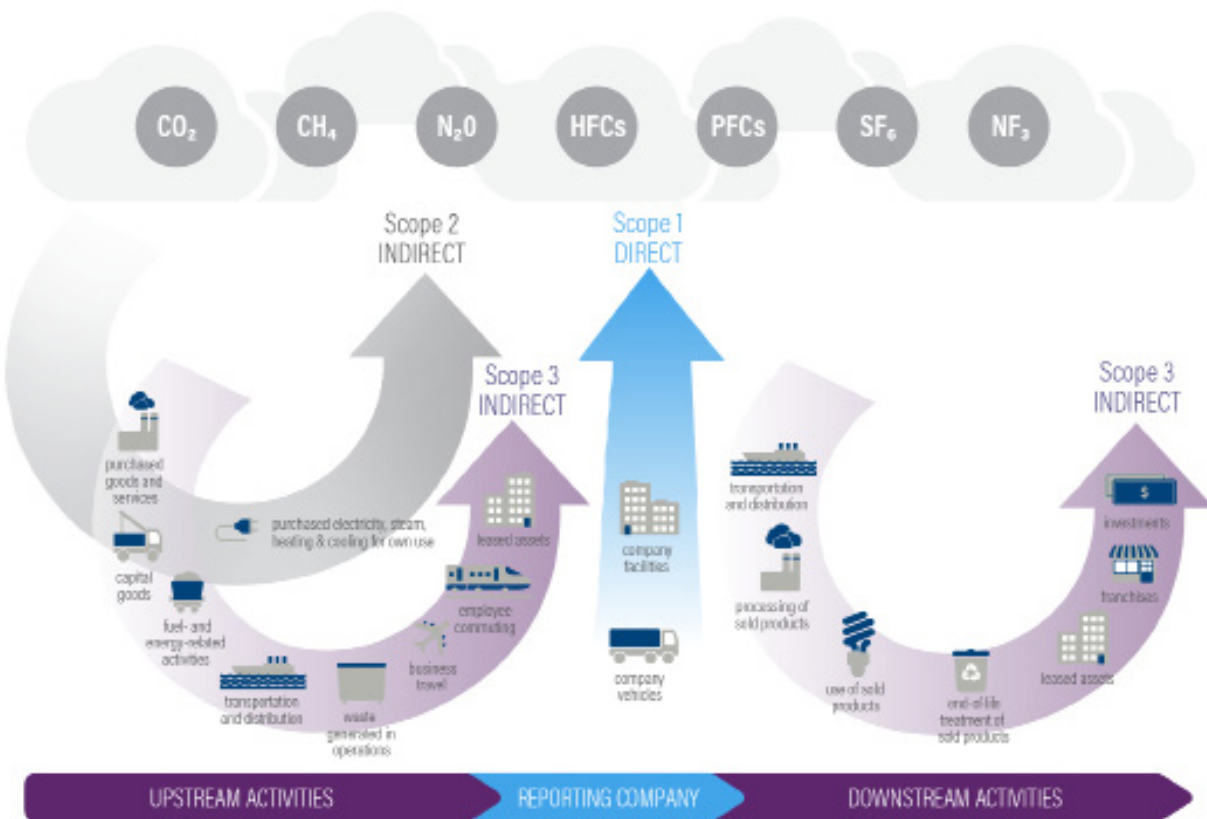 CO₂
CH₄
N₂O
HFCs
PFCs
SF₆
NF₃
Scope 2
INDIRECT
Scope 1
DIRECT
Scope 3
INDIRECT
Scope 3
INDIRECT
purchased
goods and
services
capital
goods
fuel- and
energy-related
activities
transportation
and distribution
waste
generated in
operations
business
travel
employee
commuting
leased assets
purchased electricity, steam,
heating & cooling for own use
company
facilities
company
vehicles
transportation
and distribution
processing of
sold products
use of sold
products
end-of-life
treatment of
sold products
leased assets
franchises
investments
$
UPSTREAM ACTIVITIES
REPORTING COMPANY
DOWNSTREAM ACTIVITIES